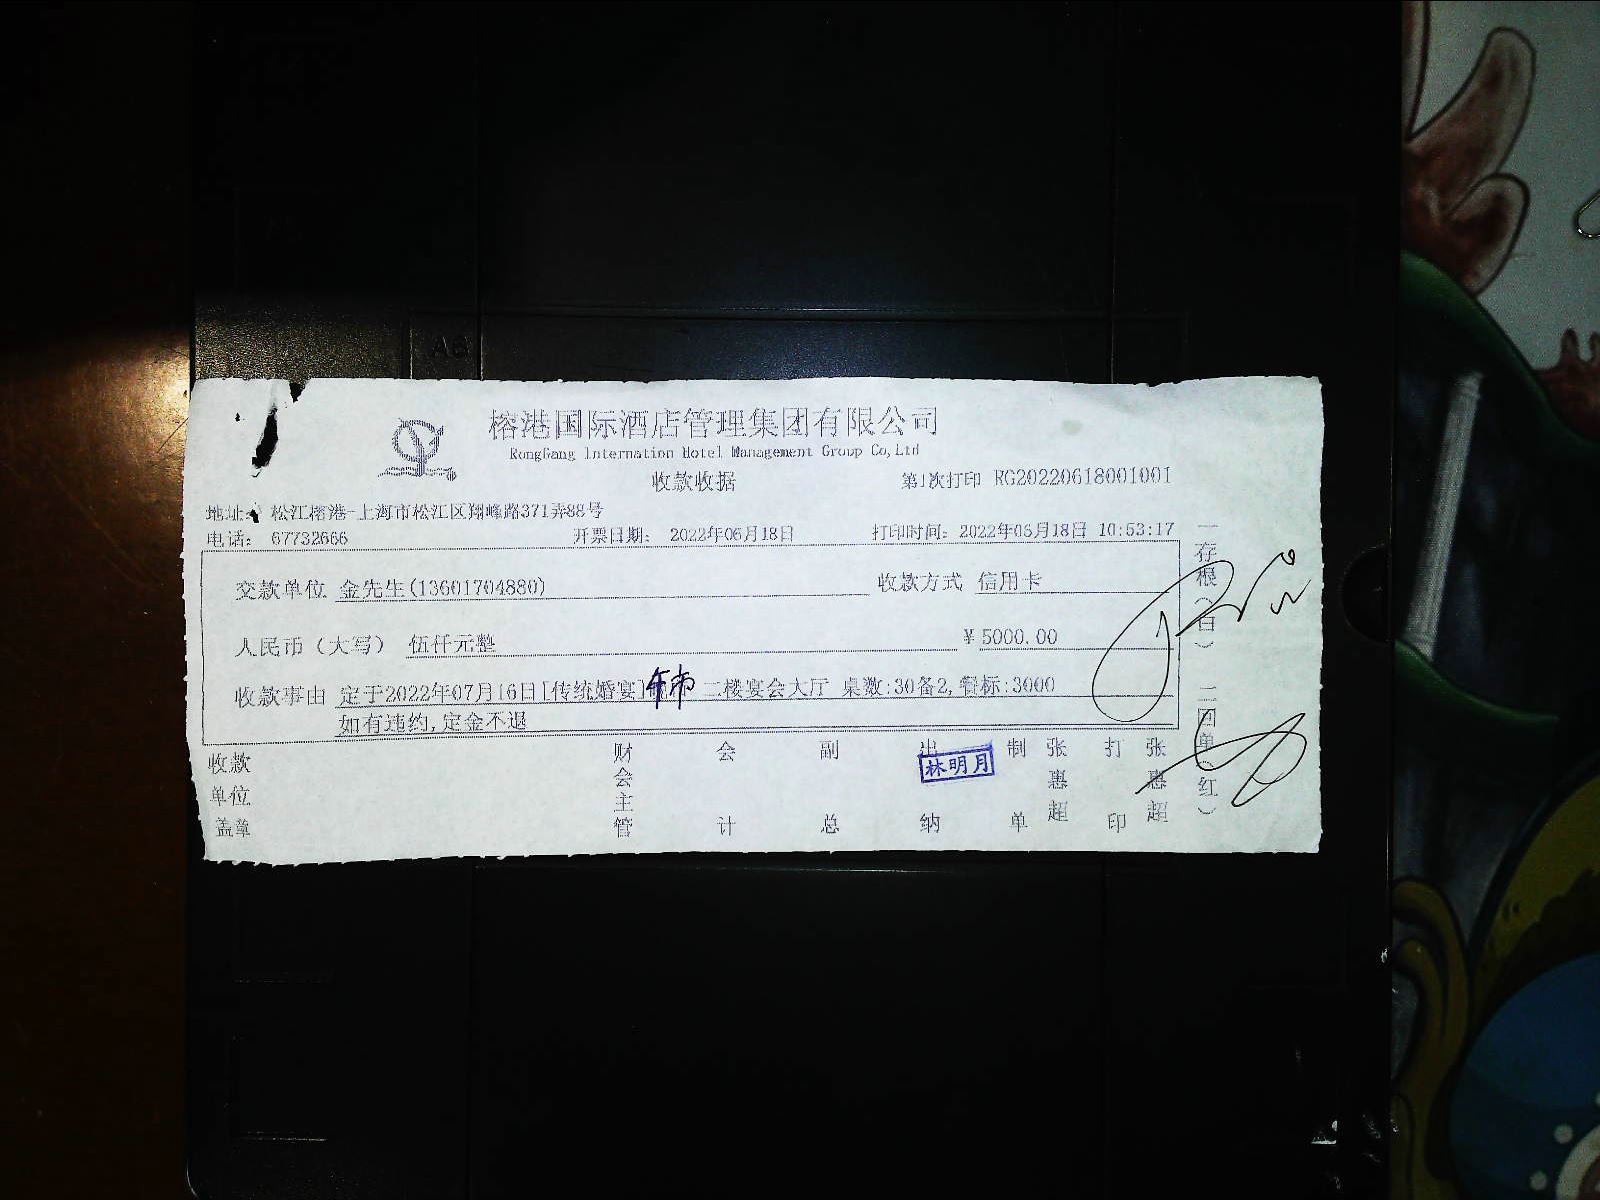 榕港国际酒店管理集团有限公司
RongGang Internation Hotel Management Group Co,Ltd
收款收据
第1次打印 RG20220618001001
地址: 松江榕港-上海市松江区翔峰路371弄88号
电话: 67732666 开票日期: 2022年06月18日 打印时间: 2022年06月18日 10:53:17
交款单位 金先生(13601704880) 收款方式 信用卡
人民币(大写) 伍仟元整 ¥5000.00
收款事由 定于2022年07月16日[传统婚宴]午市 二楼宴会大厅 桌数:30备2,餐标:3000
如有违约,定金不退
收款单位盖章 财会主管 会计 副总 出纳 林明月 制单 张惠超 打印 张惠超
一存根(白) 二回单(红)
A3